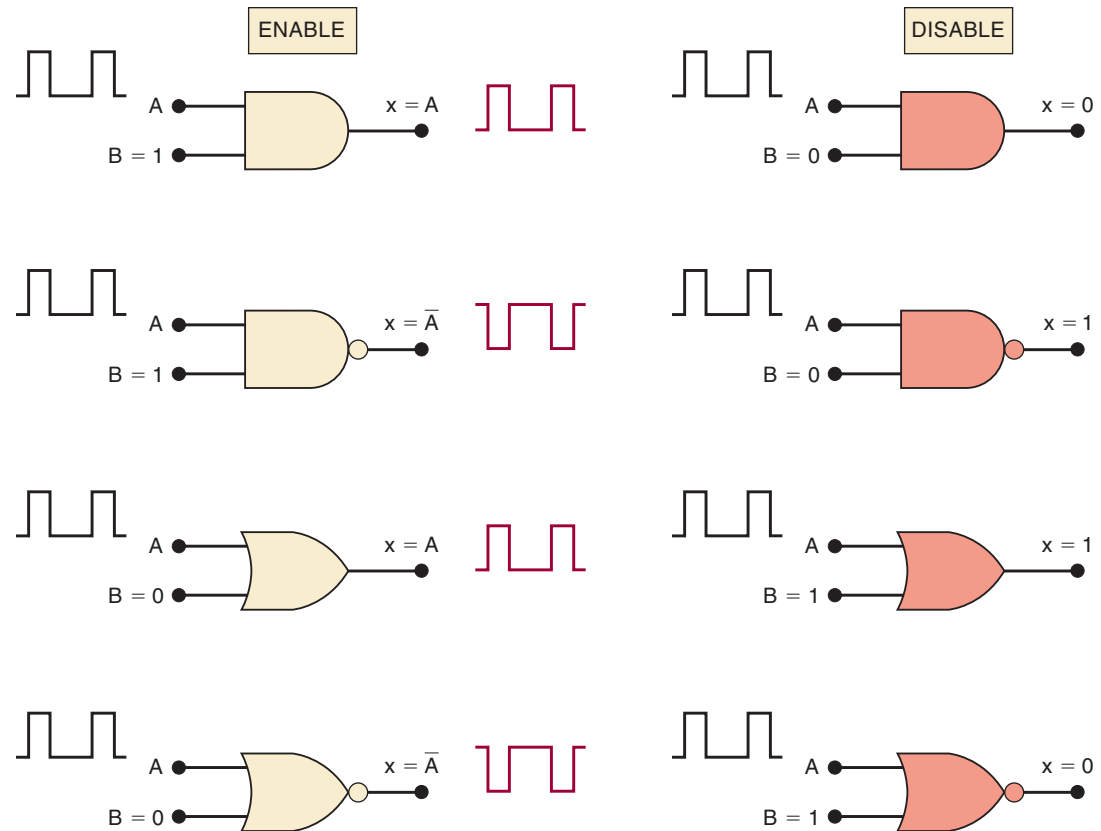 ENABLE
DISABLE
A
x = A
B = 1
A
x = 0
B = 0
A
x = A̅
B = 1
A
x = 1
B = 0
A
x = A
B = 0
A
x = 1
B = 1
A
x = A̅
B = 0
A
x = 0
B = 1